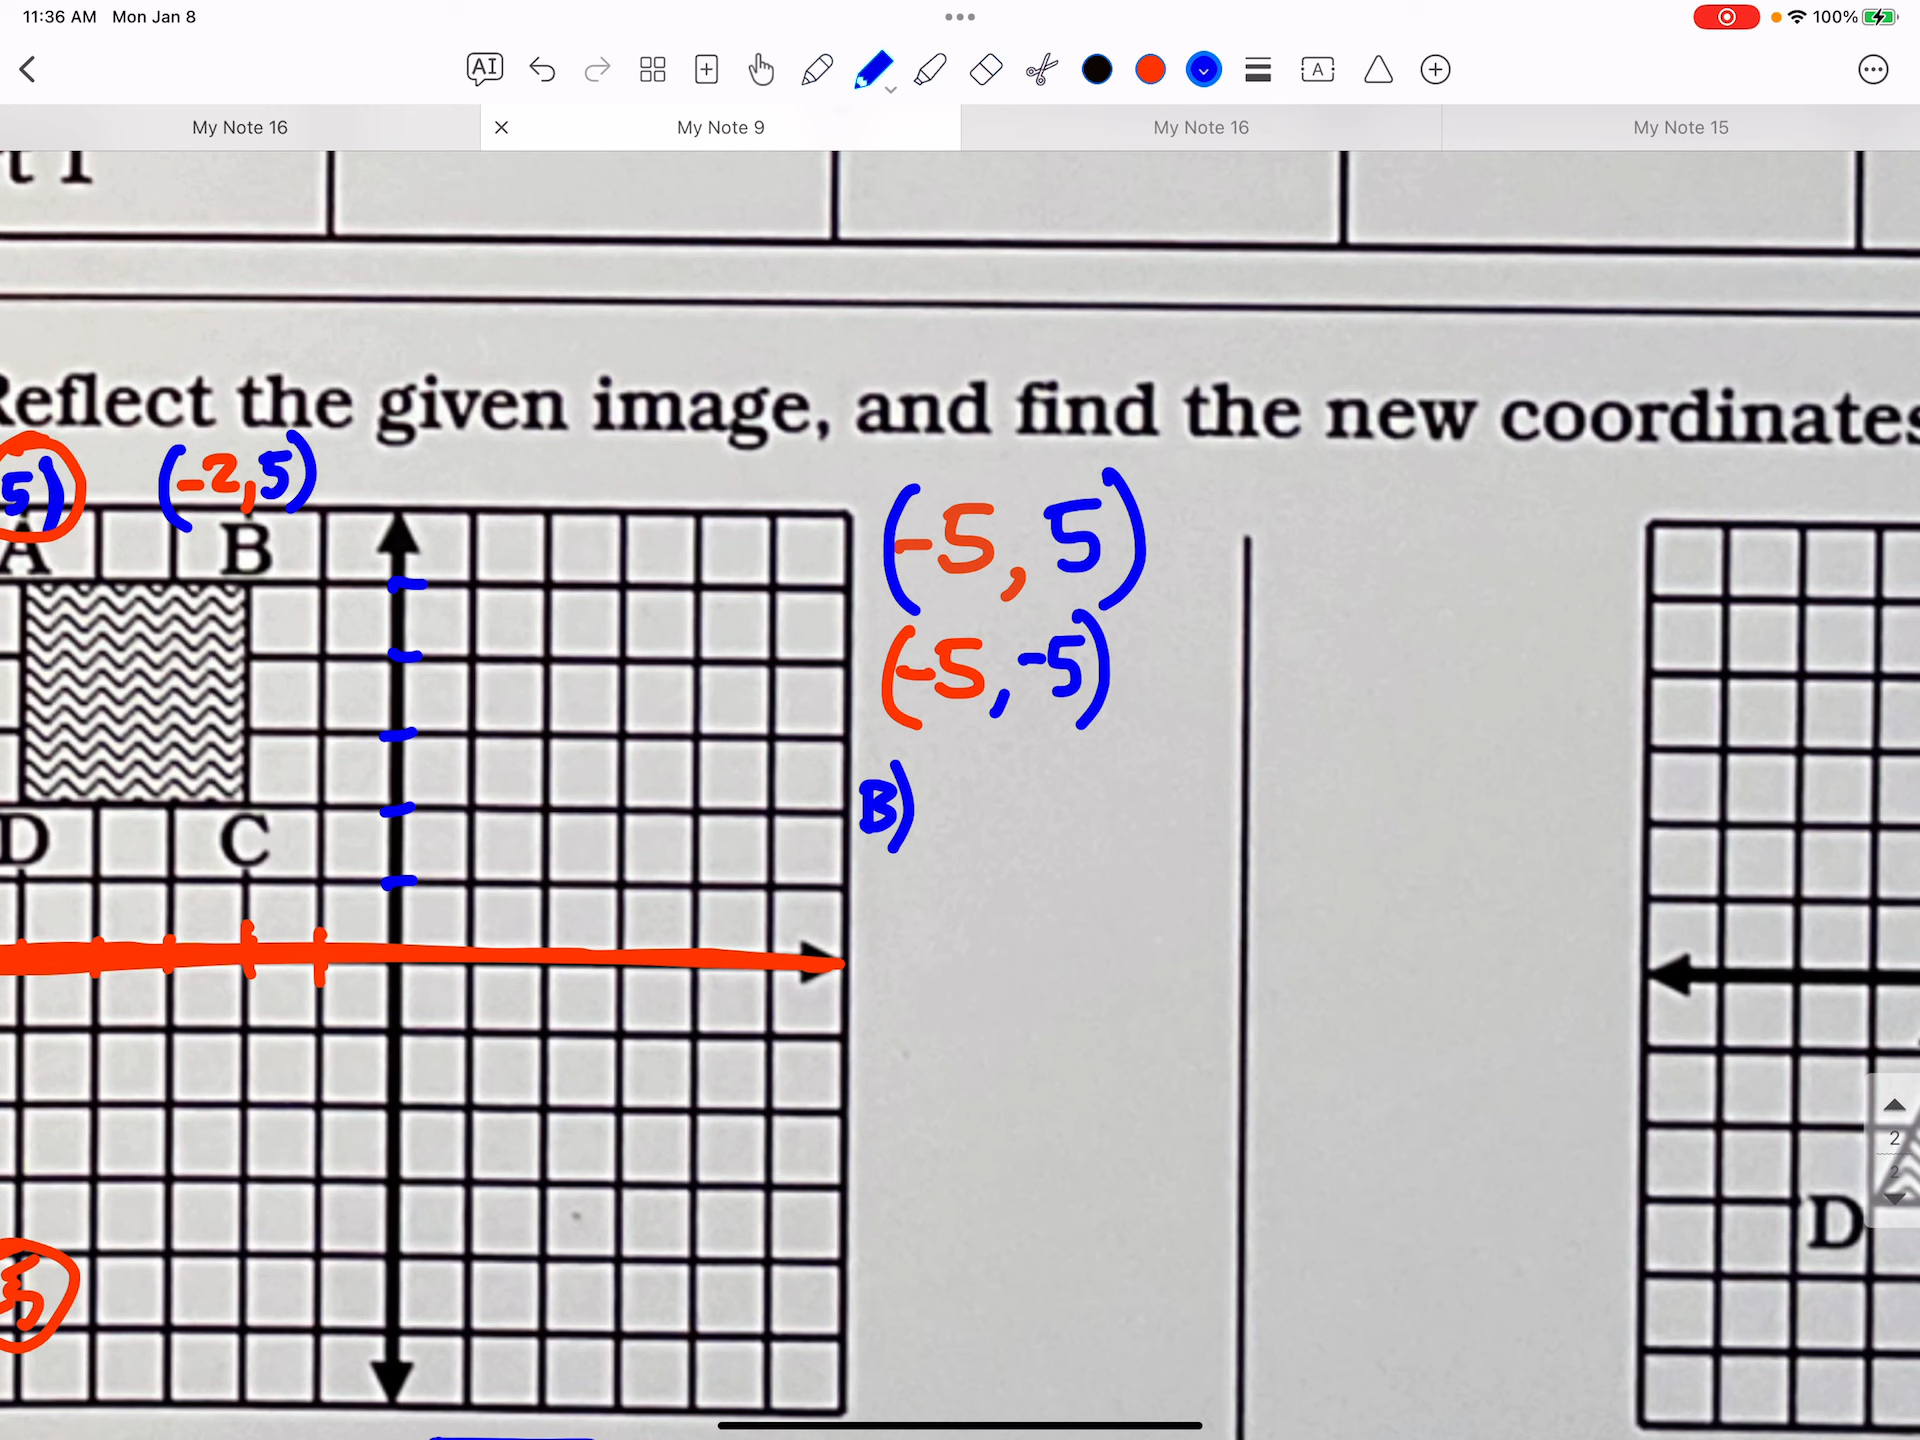 11:36 AM Mon Jan 8
100%
AI
A
My Note 16
My Note 9
My Note 16
My Note 15
Reflect the given image, and find the new coordinates
5)
(-2,5)
(-5, 5)
A
B
(-5, -5)
B)
D
C
2
2
D
5